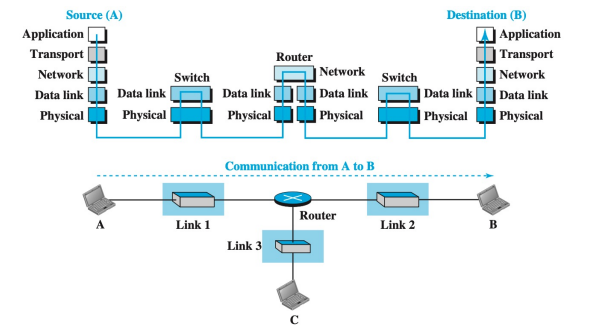 Source (A)
Destination (B)
Application
Application
Transport
Router
Transport
Network
Switch
Network
Switch
Network
Data link
Data link
Data link
Data link
Data link
Data link
Physical
Physical
Physical
Physical
Physical
Physical
Communication from A to B
A
Link 1
Router
Link 2
B
Link 3
C